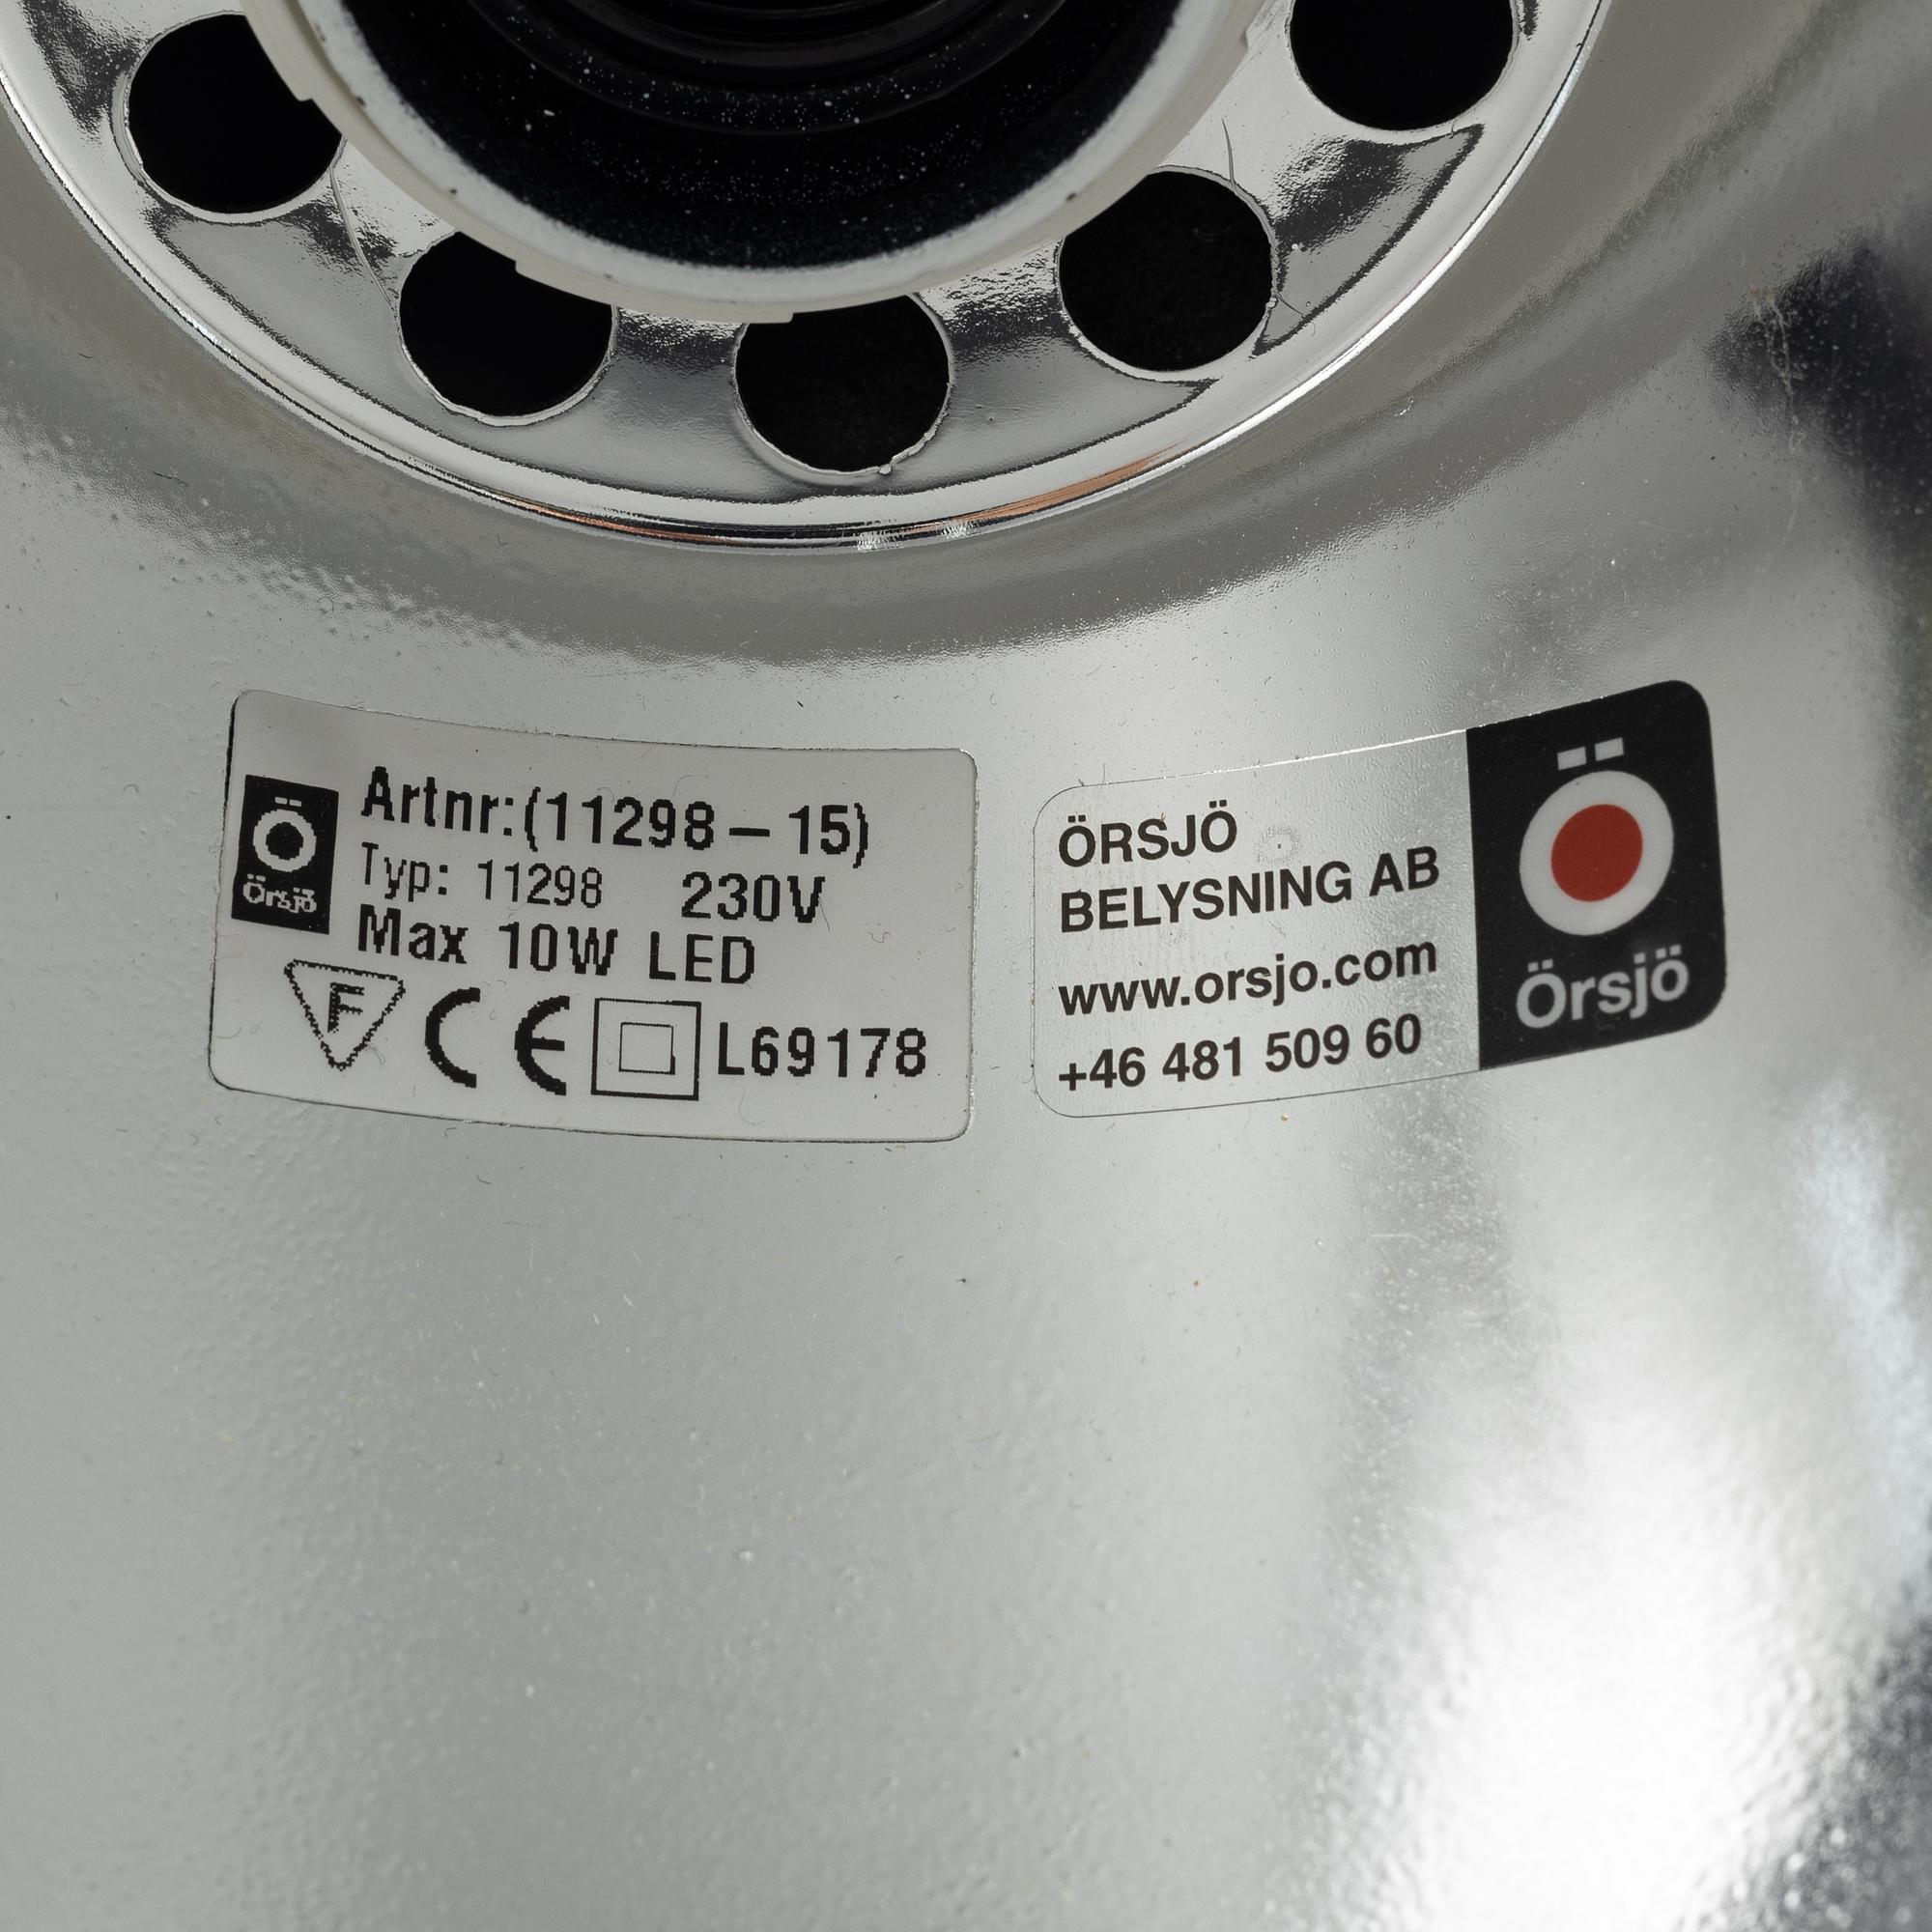 Örsjö
Artnr:(11298 – 15)
Typ: 11298 230V
Max 10W LED
F CE L69178
ÖRSJÖ
BELYSNING AB
www.orsjo.com
+46 481 509 60
Ö
Örsjö